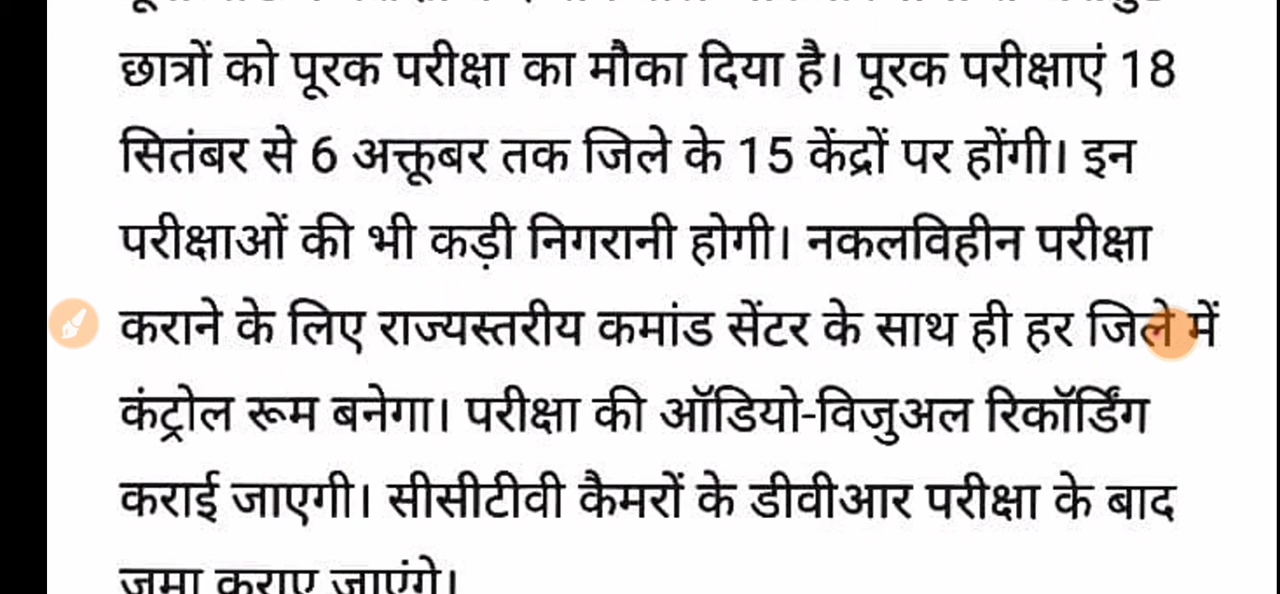 छात्रों को पूरक परीक्षा का मौका दिया है। पूरक परीक्षाएं 18
सितंबर से 6 अक्तूबर तक जिले के 15 केंद्रों पर होंगी। इन
परीक्षाओं की भी कड़ी निगरानी होगी। नकलविहीन परीक्षा
कराने के लिए राज्यस्तरीय कमांड सेंटर के साथ ही हर जिले में
कंट्रोल रूम बनेगा। परीक्षा की ऑडियो-विजुअल रिकॉर्डिंग
कराई जाएगी। सीसीटीवी कैमरों के डीवीआर परीक्षा के बाद
जमा कराए जाएंगे।